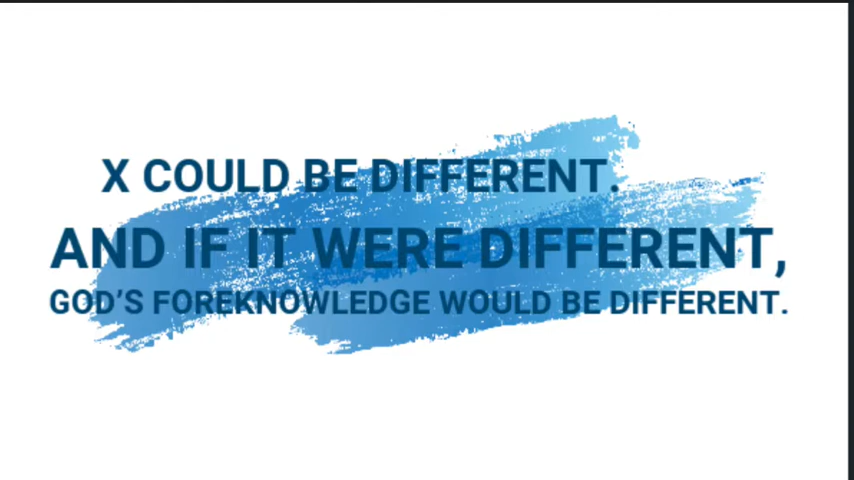 X COULD BE DIFFERENT.
AND IF IT WERE DIFFERENT,
GOD’S FOREKNOWLEDGE WOULD BE DIFFERENT.